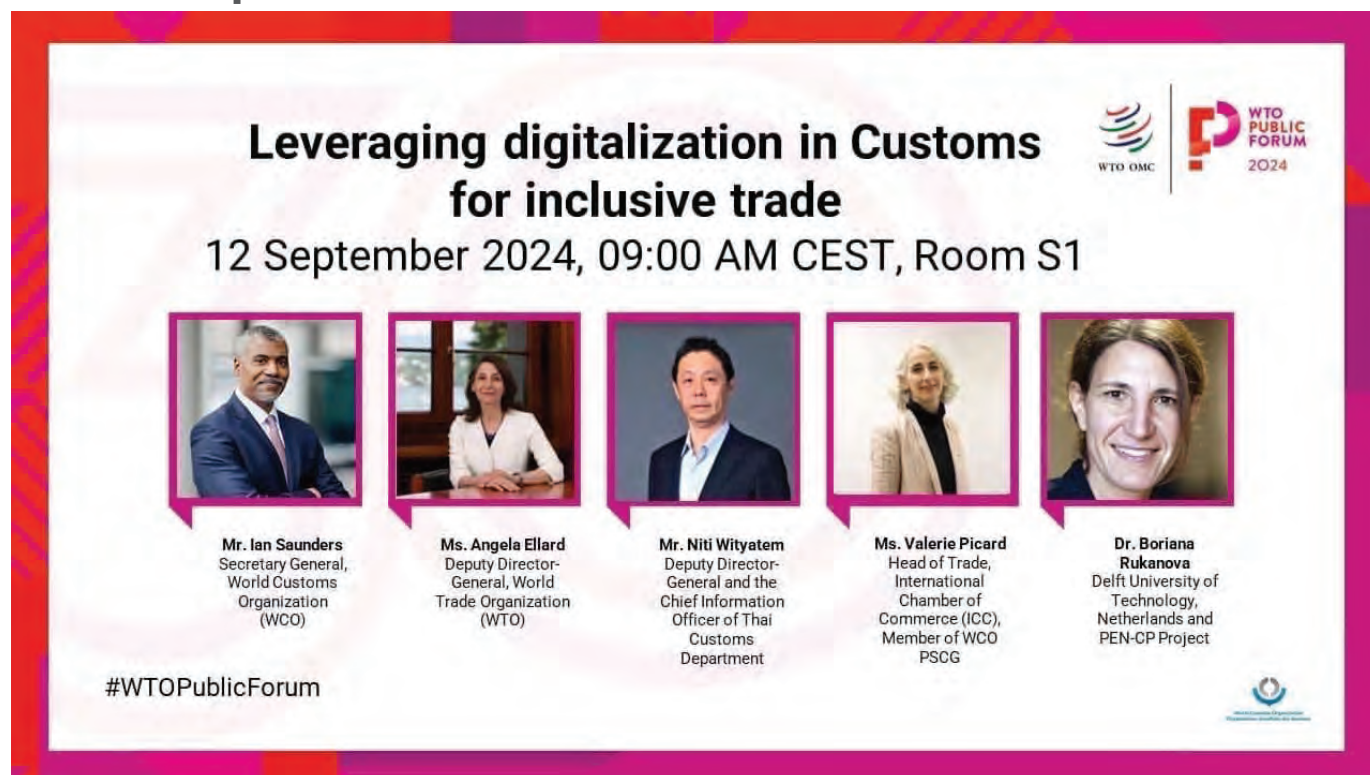 Leveraging digitalization in Customs
for inclusive trade
12 September 2024, 09:00 AM CEST, Room S1
WTO OMC
WTO
PUBLIC
FORUM
2024
Mr. Ian Saunders
Secretary General,
World Customs
Organization
(WCO)
Ms. Angela Ellard
Deputy Director-
General, World
Trade Organization
(WTO)
Mr. Niti Wityatem
Deputy Director-
General and the
Chief Information
Officer of Thai
Customs
Department
Ms. Valerie Picard
Head of Trade,
International
Chamber of
Commerce (ICC),
Member of WCO
PSCG
Dr. Boriana
Rukanova
Delft University of
Technology,
Netherlands and
PEN-CP Project
#WTOPublicForum